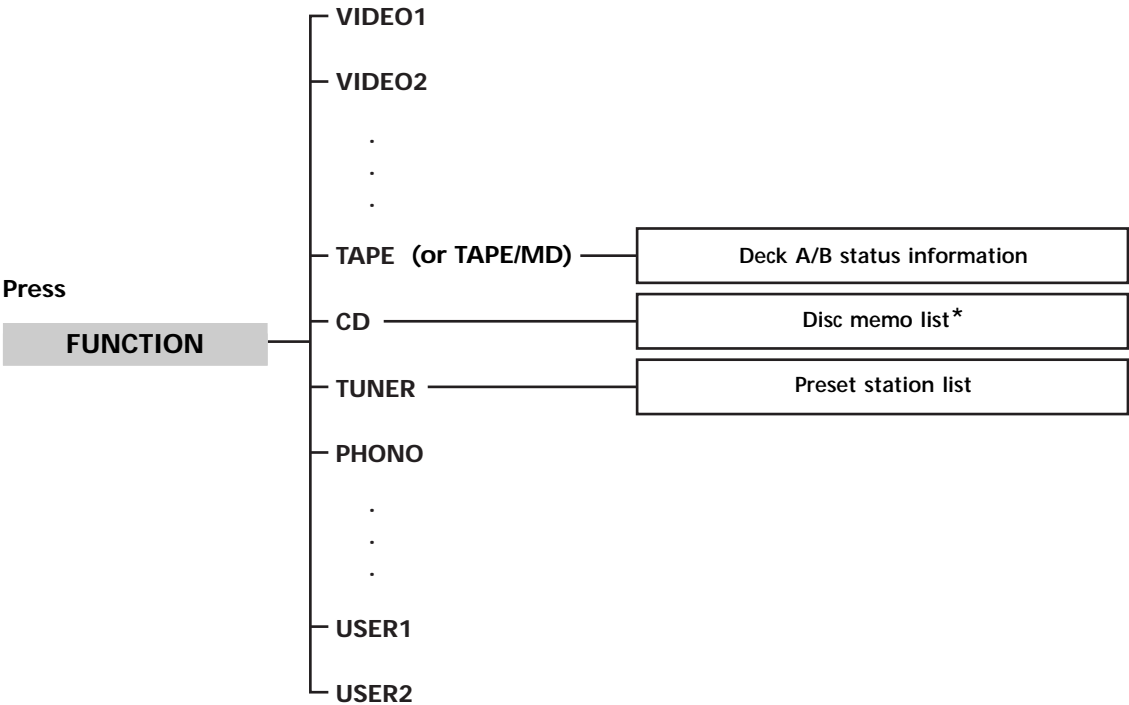 VIDEO1
VIDEO2
.
.
.
TAPE (or TAPE/MD)
Deck A/B status information
Press
CD
Disc memo list*
FUNCTION
TUNER
Preset station list
PHONO
.
.
.
USER1
USER2